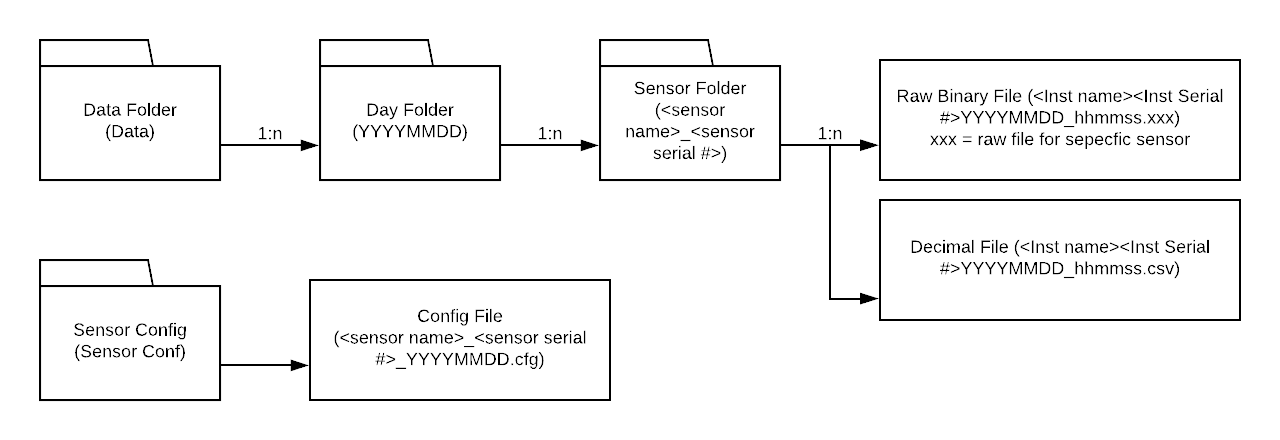 Data Folder
(Data)
1:n
Day Folder
(YYYYMMDD)
1:n
Sensor Folder
(<sensor
name>_<sensor
serial #>)
1:n
Raw Binary File (<Inst name><Inst Serial
#>YYYYMMDD_hhmmss.xxx)
xxx = raw file for sepecfic sensor
Decimal File (<Inst name><Inst Serial
#>YYYYMMDD_hhmmss.csv)
Sensor Config
(Sensor Conf)
Config File
(<sensor name>_<sensor serial
#>_YYYYMMDD.cfg)